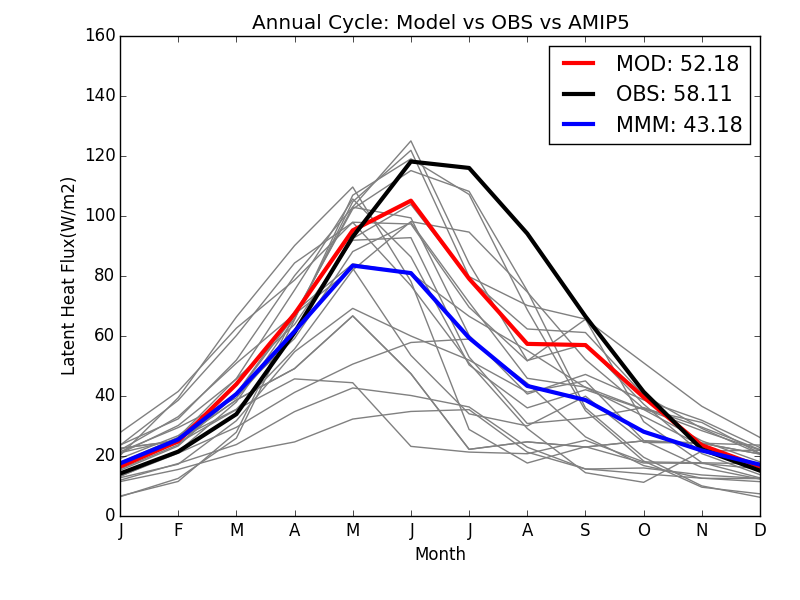 Annual Cycle: Model vs OBS vs AMIP5
MOD: 52.18
OBS: 58.11
MMM: 43.18
Latent Heat Flux(W/m2)
160
140
120
100
80
60
40
20
0
J F M A M J J A S O N D
Month